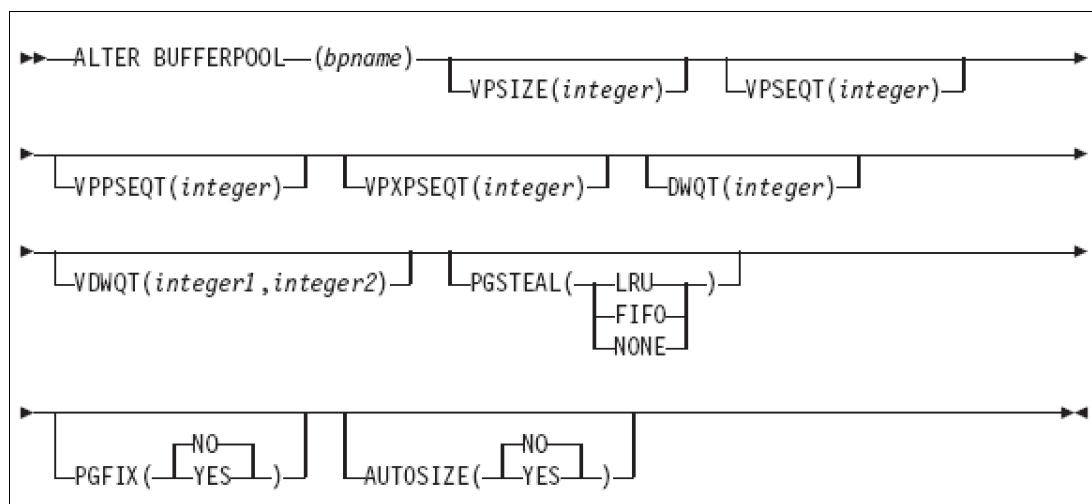 ALTER BUFFERPOOL (bpname)
VPSIZE(integer) VPSEQT(integer)
VPPSEQT(integer) VPXPSEQT(integer) DWQT(integer)
VDWQT(integer1,integer2) PGSTEAL( LRU )
FIFO
NONE
NO NO
PGFIX( YES ) AUTOSIZE( YES )